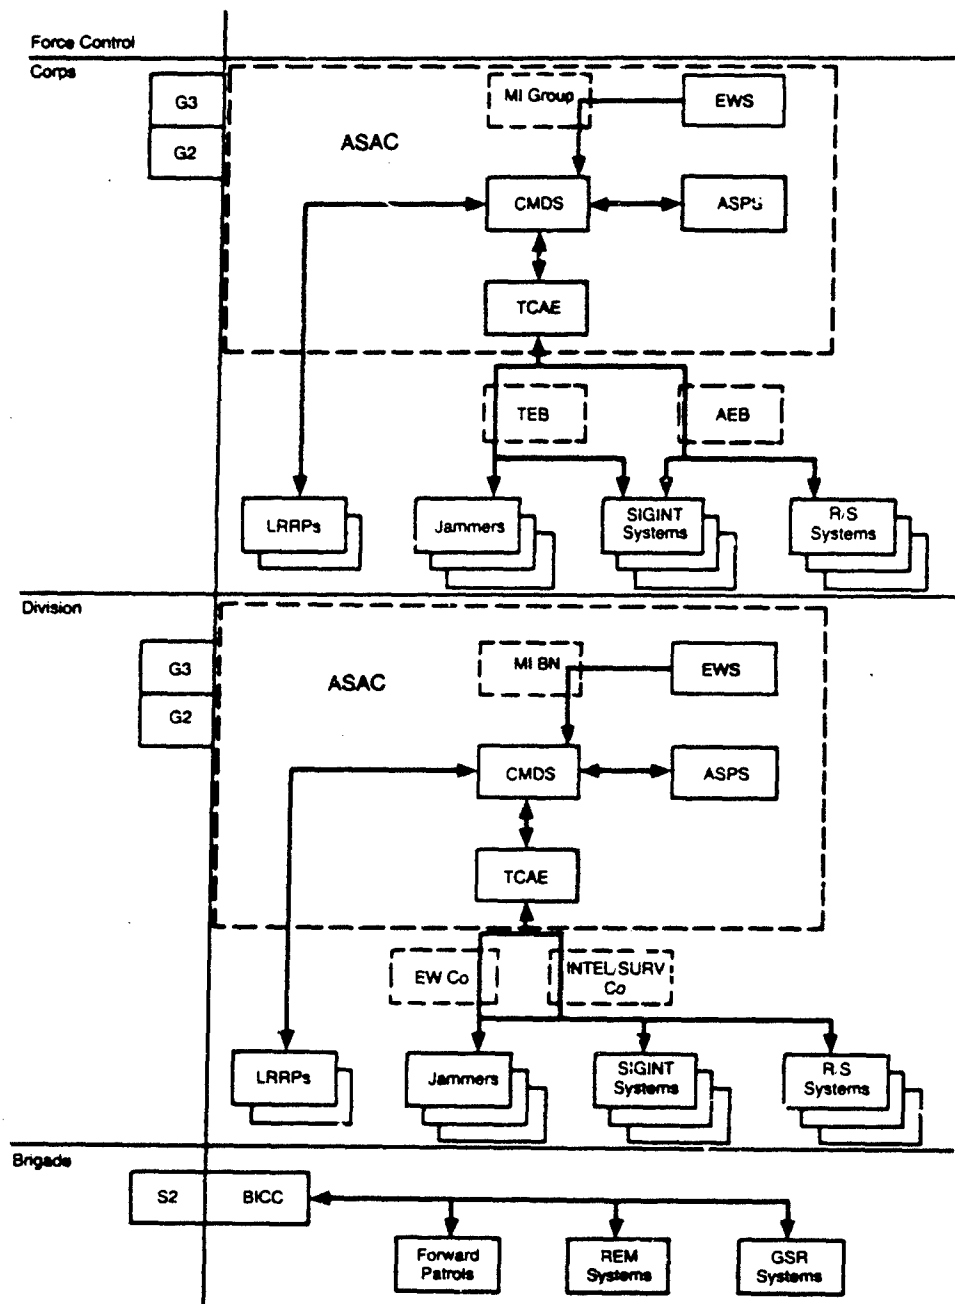 Force Control
Corps
G3
G2
ASAC
MI Group
EWS
CMDS
ASPS
TCAE
TEB
AEB
LRRPs
Jammers
SIGINT
Systems
R/S
Systems
Division
G3
G2
ASAC
MI BN
EWS
CMDS
ASPS
TCAE
EW Co
INTEL/SURV
Co
LRRPs
Jammers
SIGINT
Systems
R/S
Systems
Brigade
S2
BICC
Forward
Patrols
REM
Systems
GSR
Systems